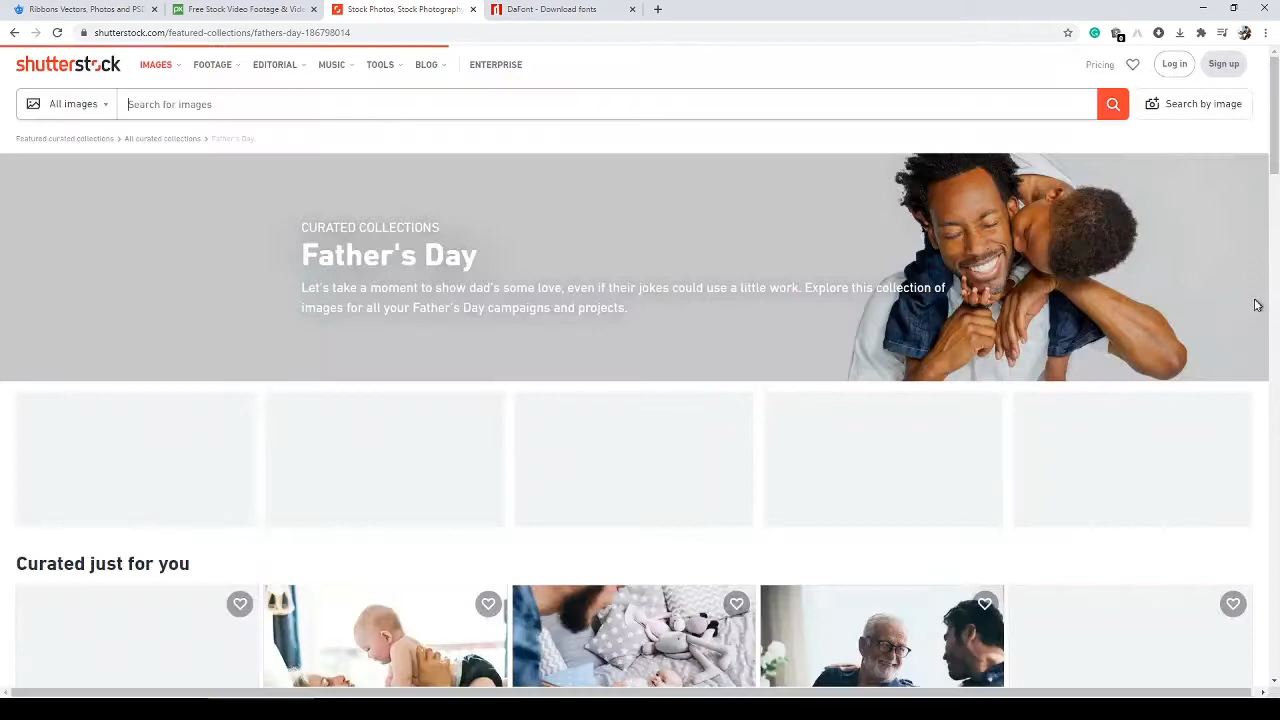 Ribbons Vectors, Photos and PSD
Free Stock Video Footage & Vide
Stock Photos, Stock Photography
DaFont - Download fonts
shutterstock.com/featured-collections/fathers-day-186798014
shutterstock
IMAGES
FOOTAGE
EDITORIAL
MUSIC
TOOLS
BLOG
ENTERPRISE
Pricing
Log in
Sign up
All images
Search for images
Search by image
Featured curated collections > All curated collections > Father's Day
CURATED COLLECTIONS
Father's Day
Let's take a moment to show dad's some love, even if their jokes could use a little work. Explore this collection of
images for all your Father's Day campaigns and projects.
Curated just for you